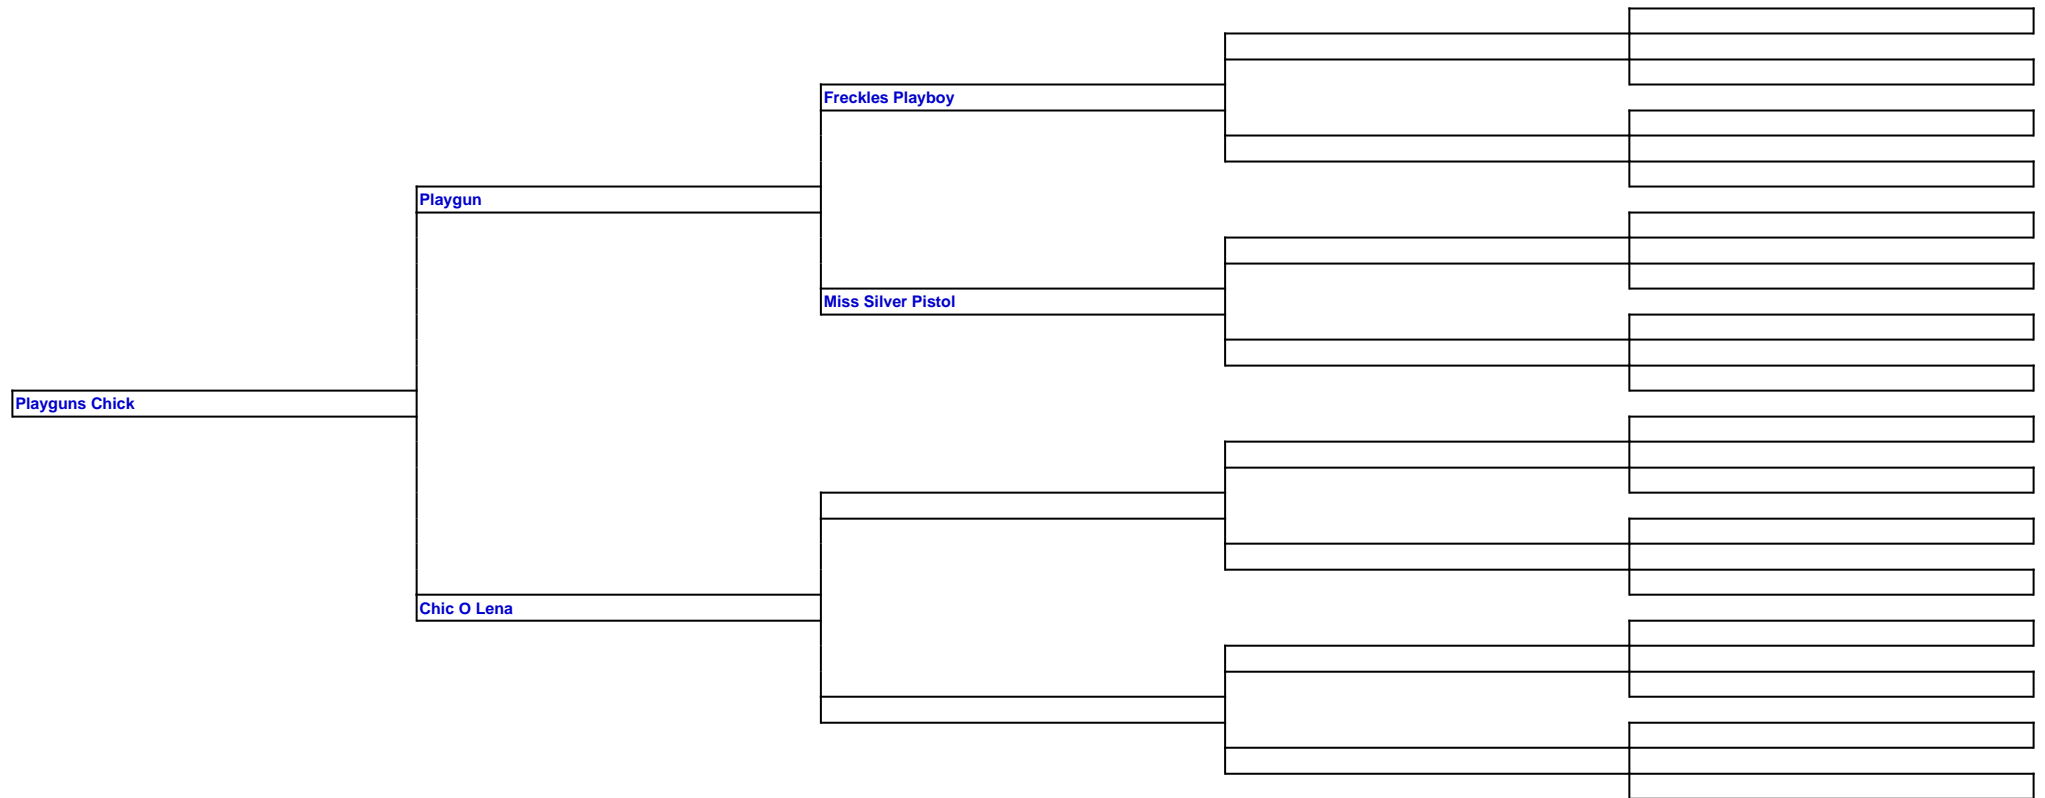 Freckles Playboy
Playgun
Miss Silver Pistol
Playguns Chick
Chic O Lena